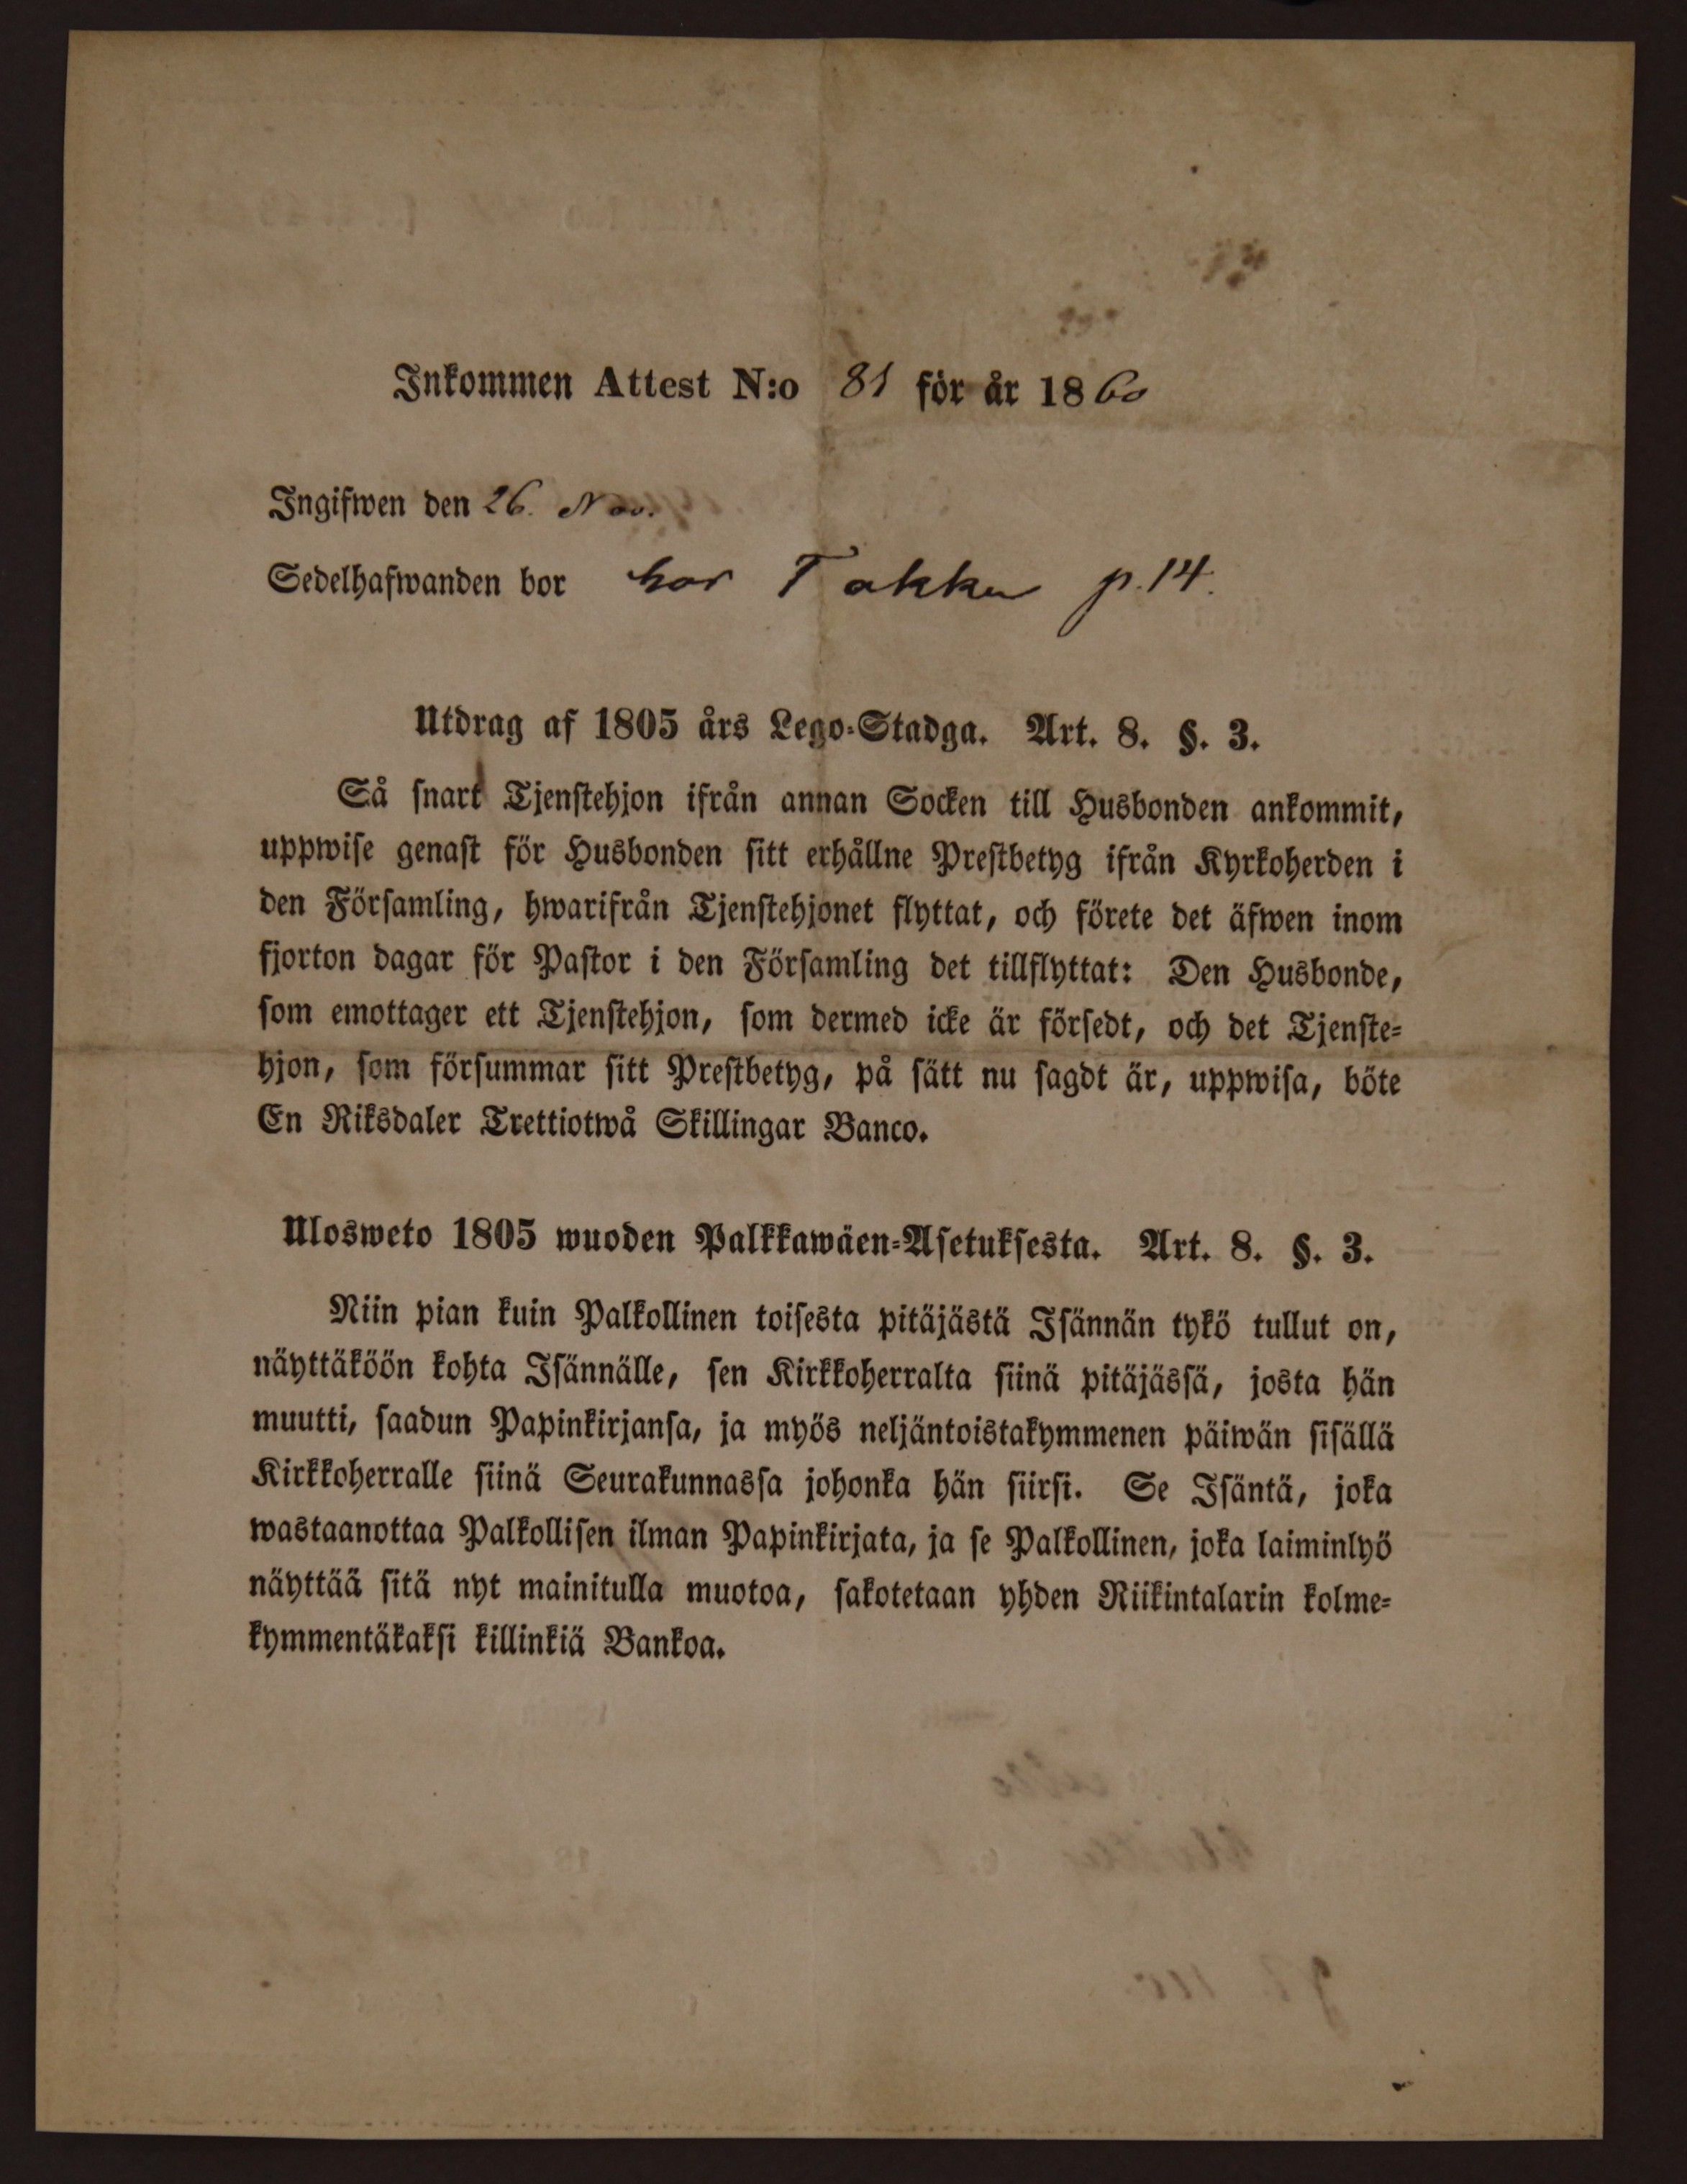 Inkommen Attest N:o 81 för år 1860
Ingifwen den 26. Nov.
Sedelhafwanden bor hos Takku p. 14.
Utdrag af 1805 års Lego-Stadga. Art. 8. §. 3.
Så snart Tjenstehjon ifrån annan Socken till Husbonden ankommit,
uppwise genast för Husbonden sitt erhållne Prestbetyg ifrån Kyrkoherden i
den Församling, hwarifrån Tjenstehjonet flyttat, och förete det äfwen inom
fjorton dagar för Pastor i den Församling det tillflyttat: Den Husbonde,
som emottager ett Tjenstehjon, som dermed icke är försedt, och det Tjenste-
hjon, som försummar sitt Prestbetyg, på sätt nu sagdt är, uppwisa, böte
En Riksdaler Trettiotwå Skillingar Banco.
Ulosweto 1805 wuoden Palkkawäen-Asetuksesta. Art. 8. §. 3.
Niin pian kuin Palkollinen toisesta pitäjästä Isännän tykö tullut on,
näyttäköön kohta Isännälle, sen Kirkkoherralta siinä pitäjässä, josta hän
muutti, saadun Papinkirjansa, ja myös neljäntoistakymmenen päiwän sisällä
Kirkkoherralle siinä Seurakunnassa johonka hän siirsi. Se Isäntä, joka
wastaanottaa Palkollisen ilman Papinkirjata, ja se Palkollinen, joka laiminlyö
näyttää sitä nyt mainitulla muotoa, sakotetaan yhden Riikintalarin kolme-
kymmentäkaksi killinkiä Bankoa.